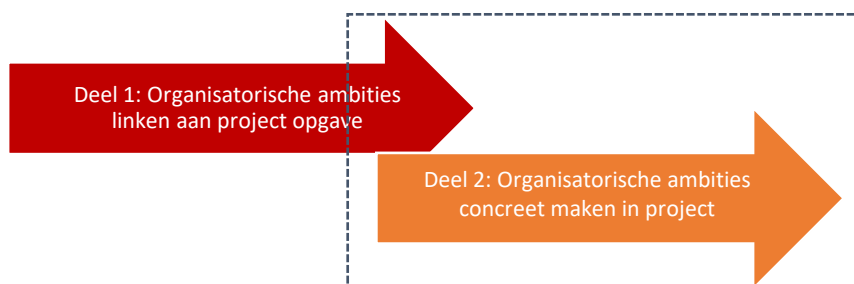 Deel 1: Organisatorische ambities
linken aan project opgave
Deel 2: Organisatorische ambities
concreet maken in project